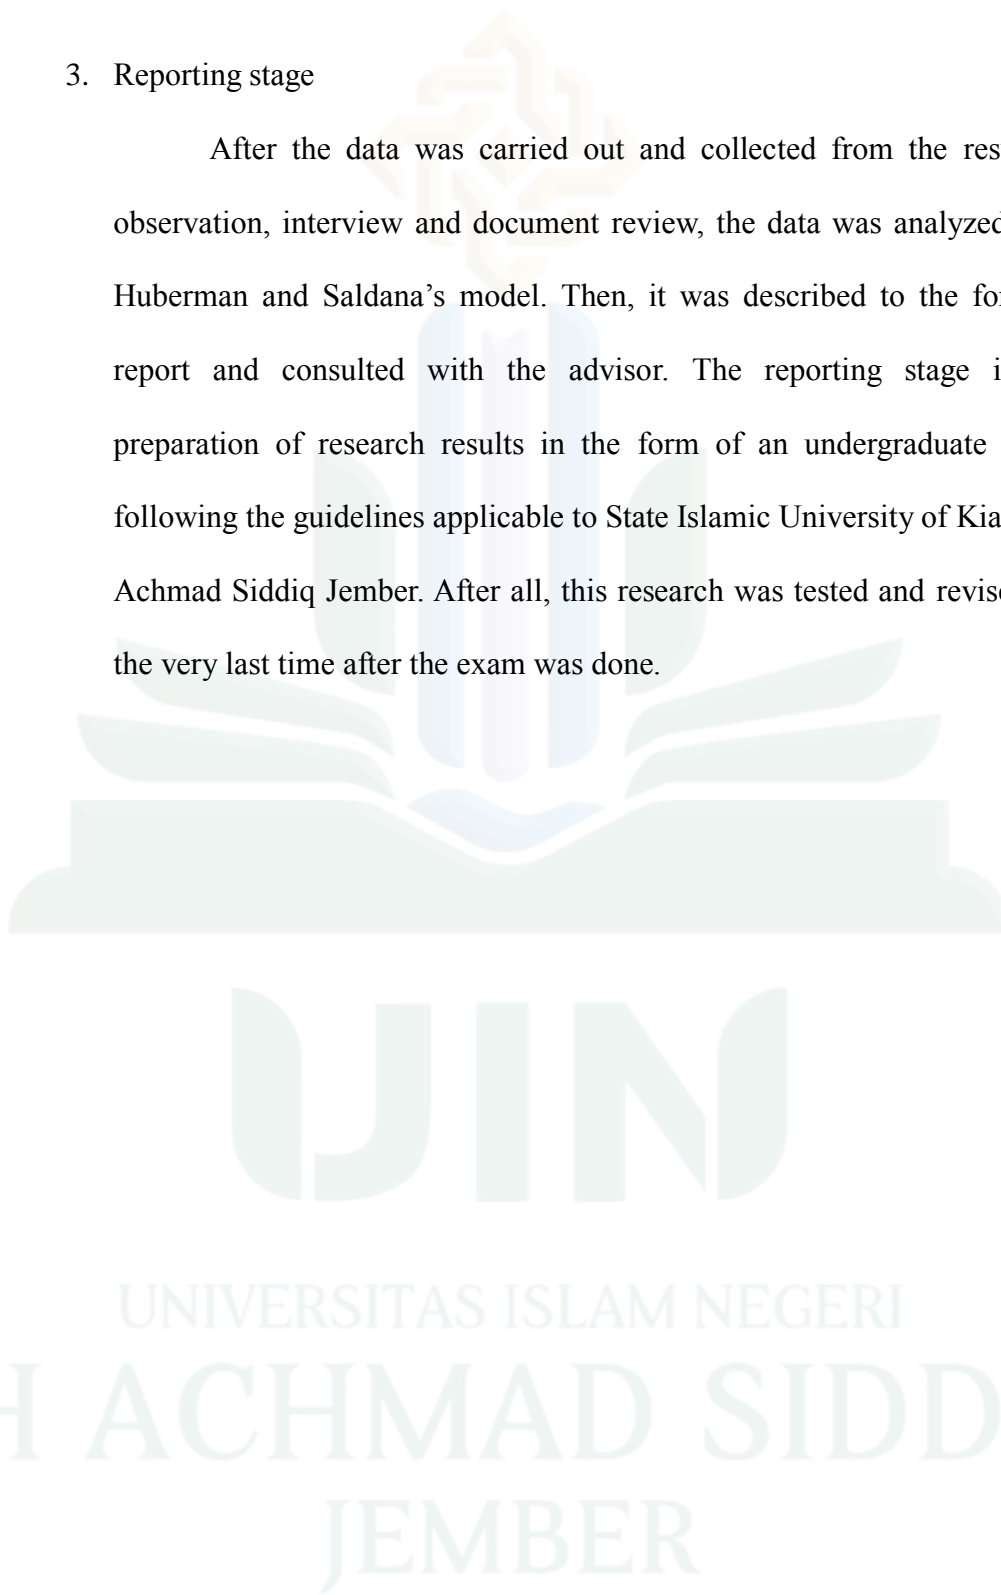 3. Reporting stage
After the data was carried out and collected from the res
observation, interview and document review, the data was analyzed
Huberman and Saldana’s model. Then, it was described to the for
report and consulted with the advisor. The reporting stage i
preparation of research results in the form of an undergraduate
following the guidelines applicable to State Islamic University of Kia
Achmad Siddiq Jember. After all, this research was tested and revise
the very last time after the exam was done.
UIN
UNIVERSITAS ISLAM NEGERI
H ACHMAD SIDD
JEMBER